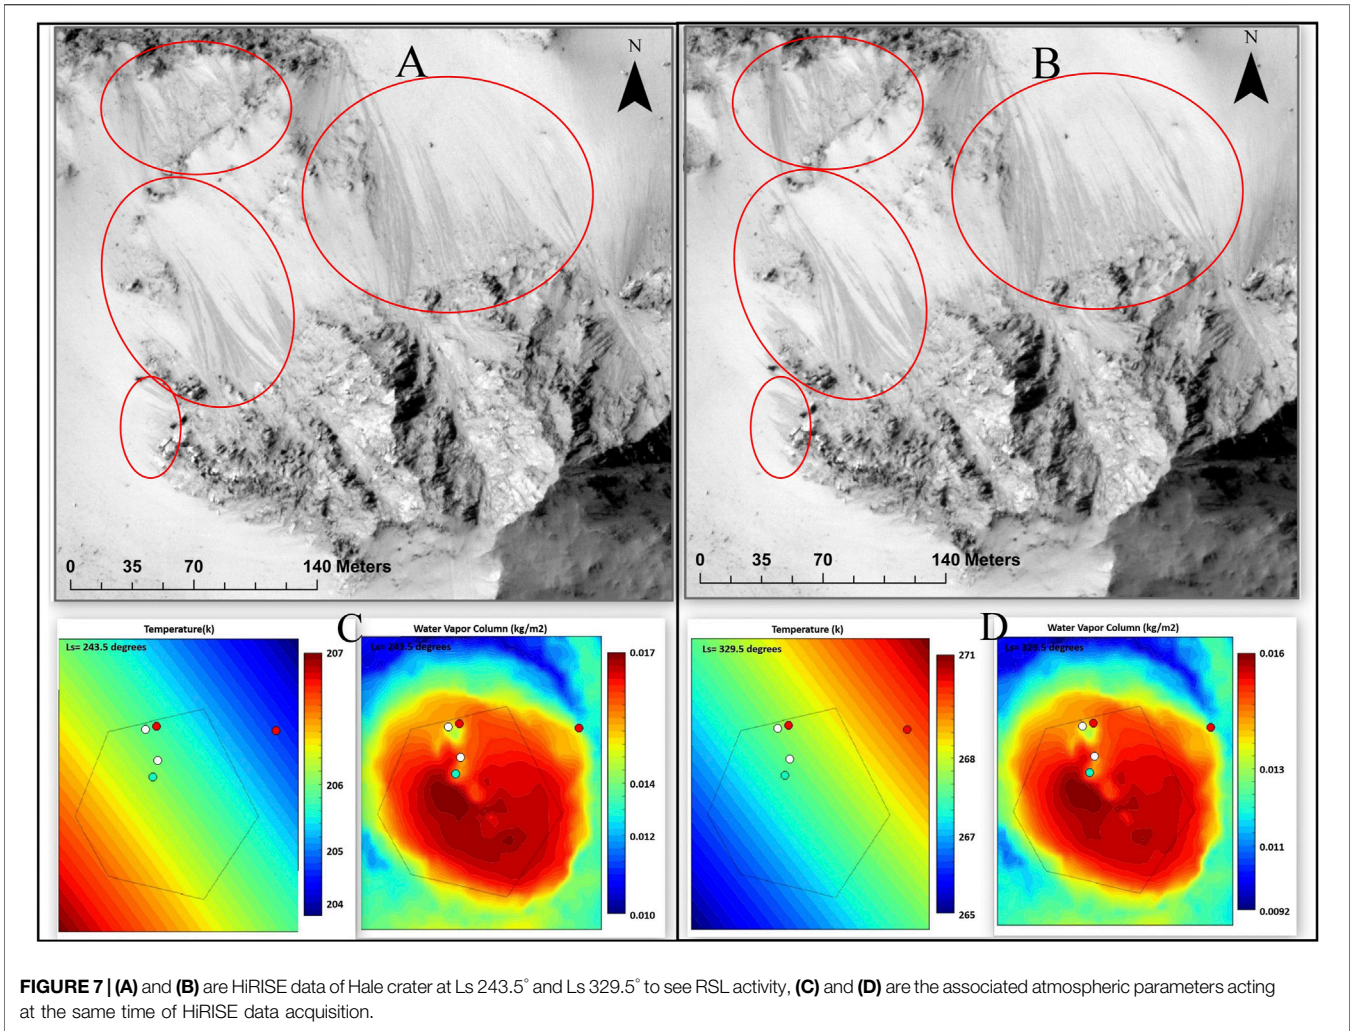 A
N
0 35 70 140 Meters
B
N
0 35 70 140 Meters
C
Temperature(k)
Ls= 243.5 degrees
207
206
205
204
Water Vapor Column (kg/m2)
Ls= 243.5 degrees
0.017
0.014
0.012
0.010
D
Temperature (k)
Ls= 329.5 degrees
271
268
267
265
Water Vapor Column (kg/m2)
Ls= 329.5 degrees
0.016
0.013
0.011
0.0092
FIGURE 7 | (A) and (B) are HiRISE data of Hale crater at Ls 243.5° and Ls 329.5° to see RSL activity, (C) and (D) are the associated atmospheric parameters acting
at the same time of HiRISE data acquisition.